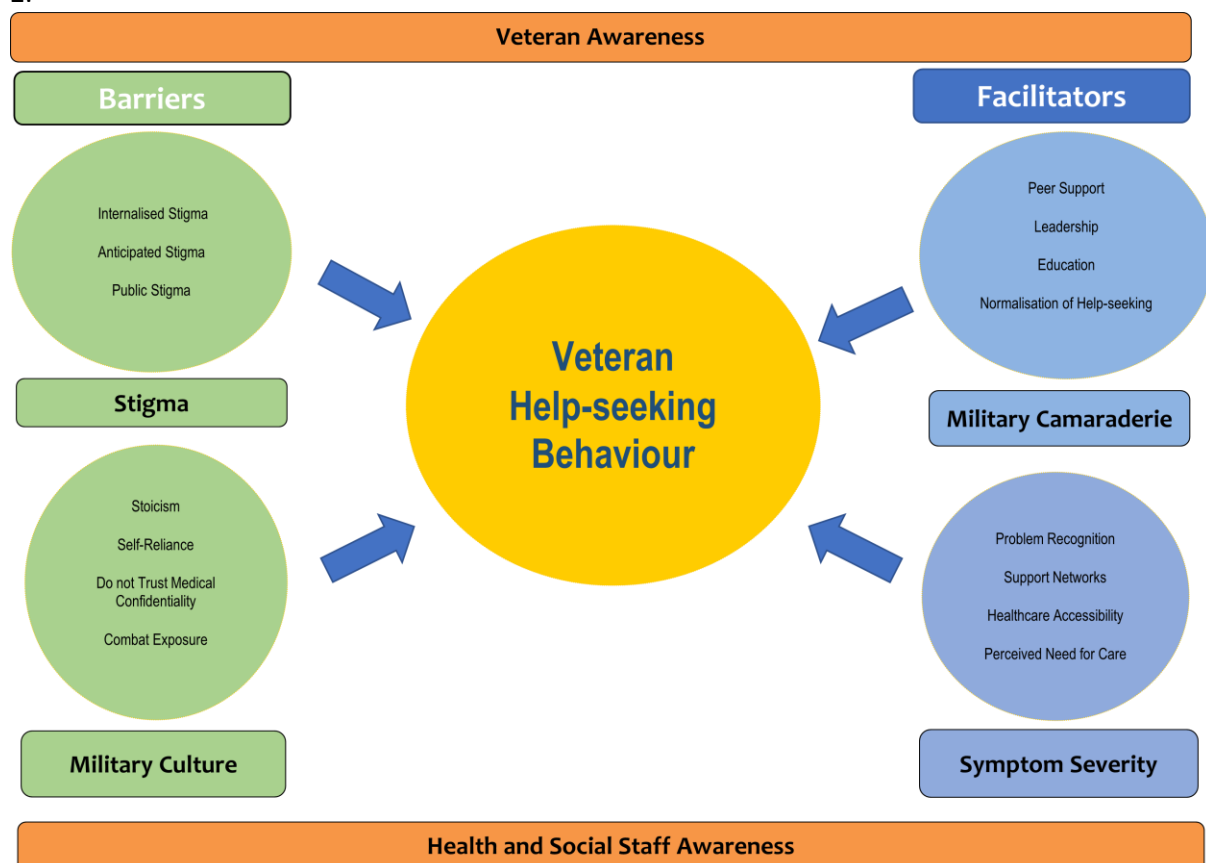 Veteran Awareness
Barriers
Internalised Stigma
Anticipated Stigma
Public Stigma
Stigma
Stoicism
Self-Reliance
Do not Trust Medical
Confidentiality
Combat Exposure
Military Culture
Veteran
Help-seeking
Behaviour
Facilitators
Peer Support
Leadership
Education
Normalisation of Help-seeking
Military Camaraderie
Problem Recognition
Support Networks
Healthcare Accessibility
Perceived Need for Care
Symptom Severity
Health and Social Staff Awareness